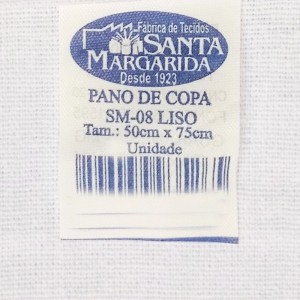 Fábrica de Tecidos
SANTA
MARGARIDA
Desde 1923
PANO DE COPA
SM-08 LISO
Tam.: 50cm x 75cm
Unidade